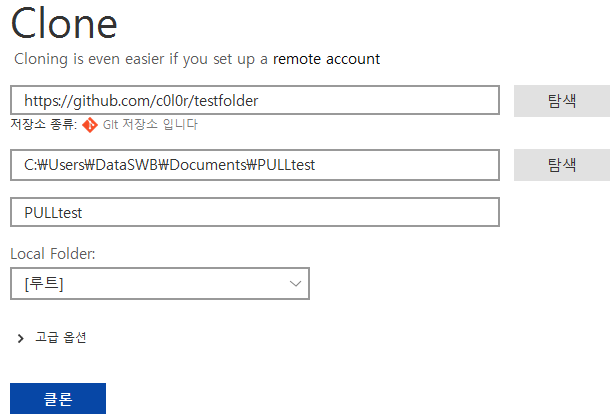 Clone
Cloning is even easier if you set up a remote account
https://github.com/c0l0r/testfolder
탐색
저장소 종류: Git 저장소 입니다
C:₩Users₩DataSWB₩Documents₩PULLtest
탐색
PULLtest
Local Folder:
[루트]
고급 옵션
클론